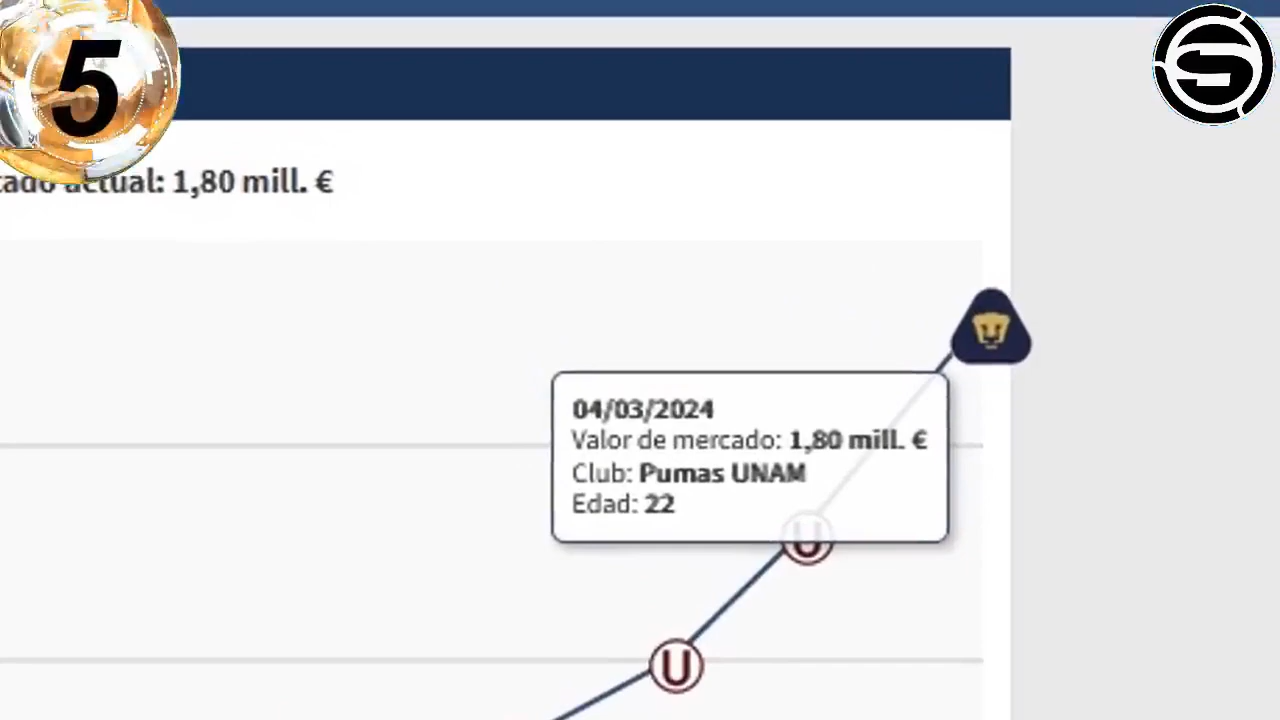 5
S
actual: 1,80 mill. €
04/03/2024
Valor de mercado: 1,80 mill. €
Club: Pumas UNAM
Edad: 22
U
U